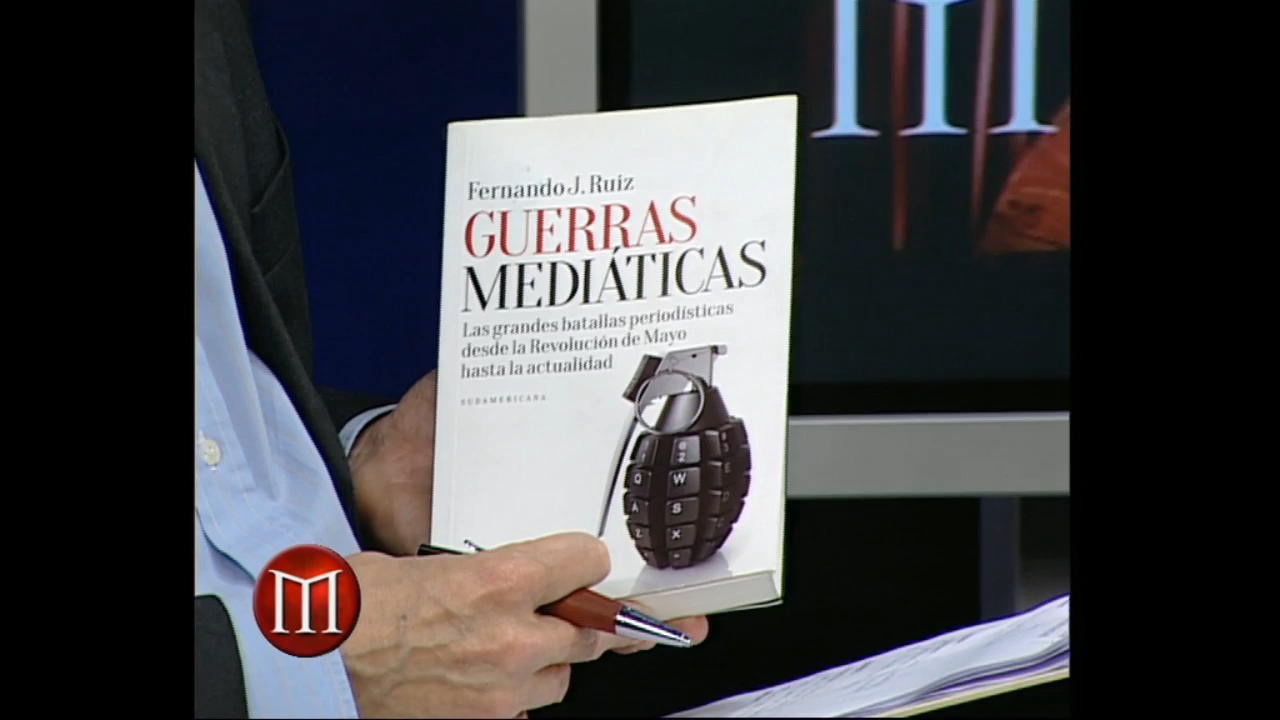 Fernando J. Ruiz
GUERRAS
MEDIÁTICAS
Las grandes batallas periodísticas
desde la Revolución de Mayo
hasta la actualidad
SUDAMERICANA
Q W
A S
Z X
M
M